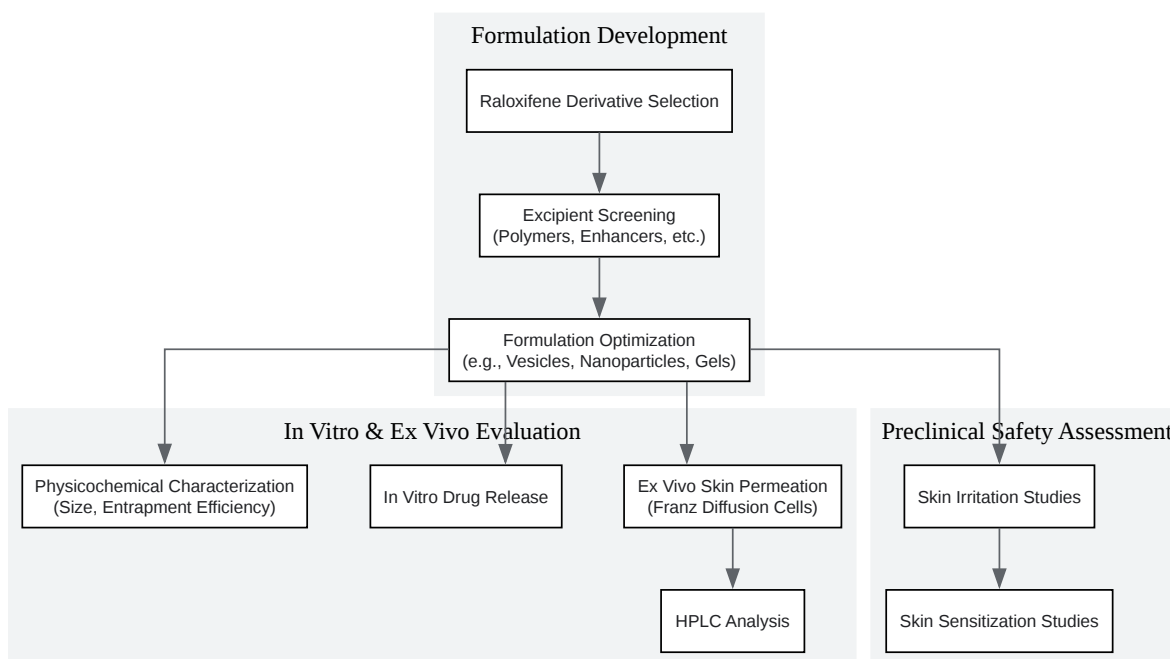 Formulation Development
Raloxifene Derivative Selection
Excipient Screening
(Polymers, Enhancers, etc.)
Formulation Optimization
(e.g., Vesicles, Nanoparticles, Gels)
In Vitro & Ex Vivo Evaluation
Physicochemical Characterization
(Size, Entrapment Efficiency)
In Vitro Drug Release
Ex Vivo Skin Permeation
(Franz Diffusion Cells)
HPLC Analysis
Preclinical Safety Assessment
Skin Irritation Studies
Skin Sensitization Studies